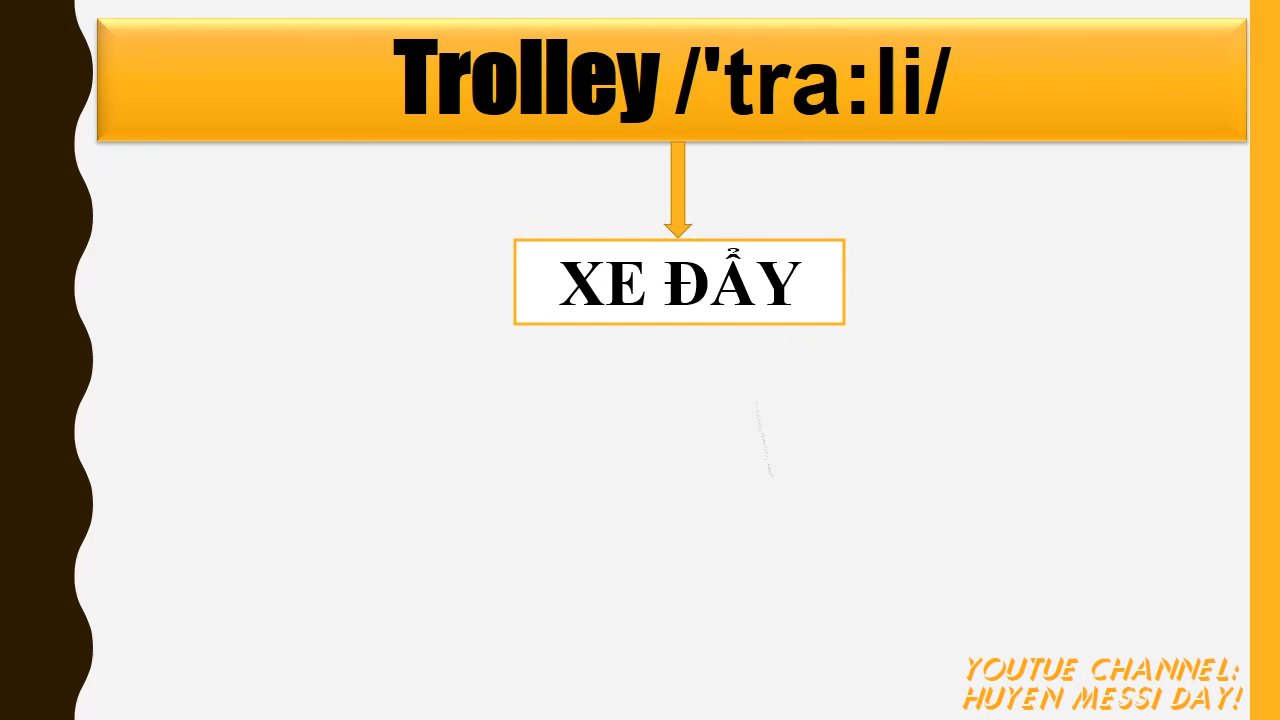 Trolley /'tra:li/
XE ĐẨY
YOUTUE CHANNEL:
HUYEN MESSI DAY!